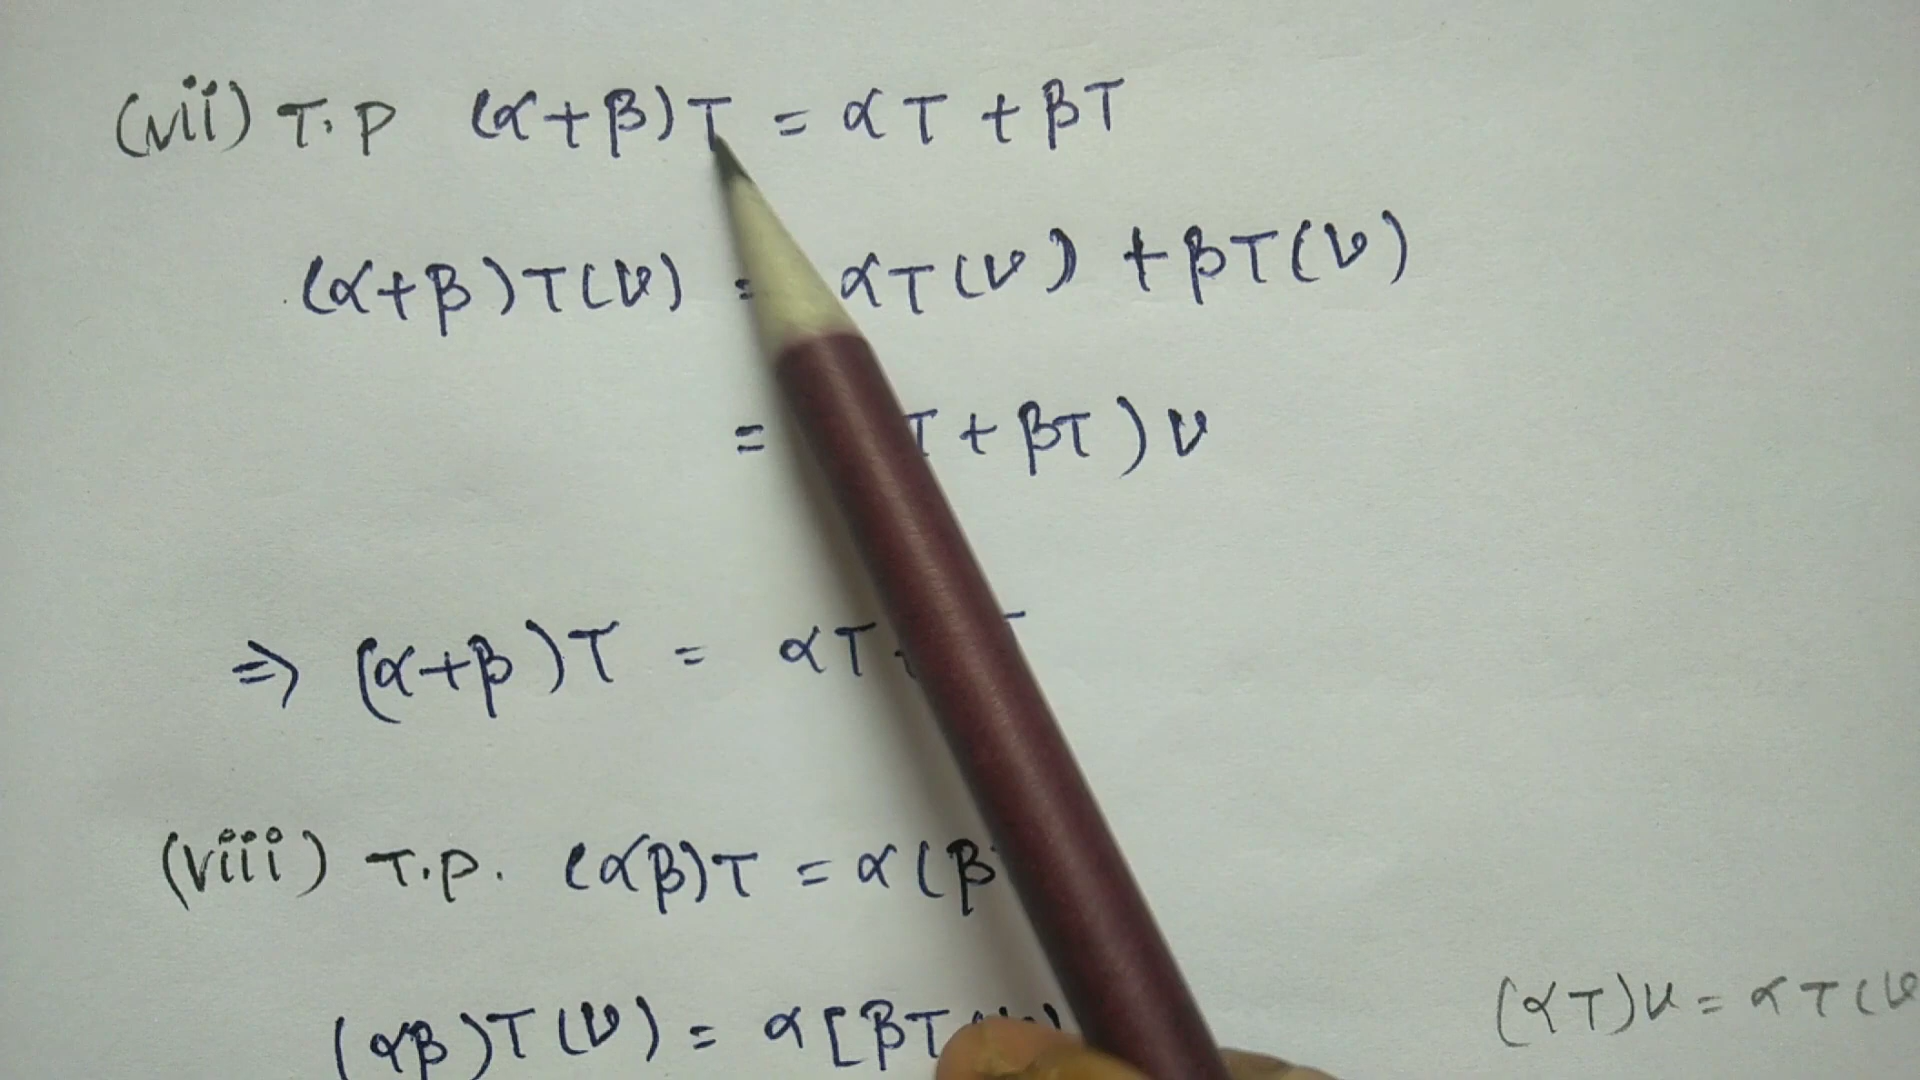 (vii) T.P (α+β)T = αT + βT
(α+β)T(v) = αT(v) + βT(v)
= T + βT)v
⇒ (α+β)T = αT
(viii) T.P. (αβ)T = α(β
(αβ)T(v) = α[βT
(αT)v = αT(v